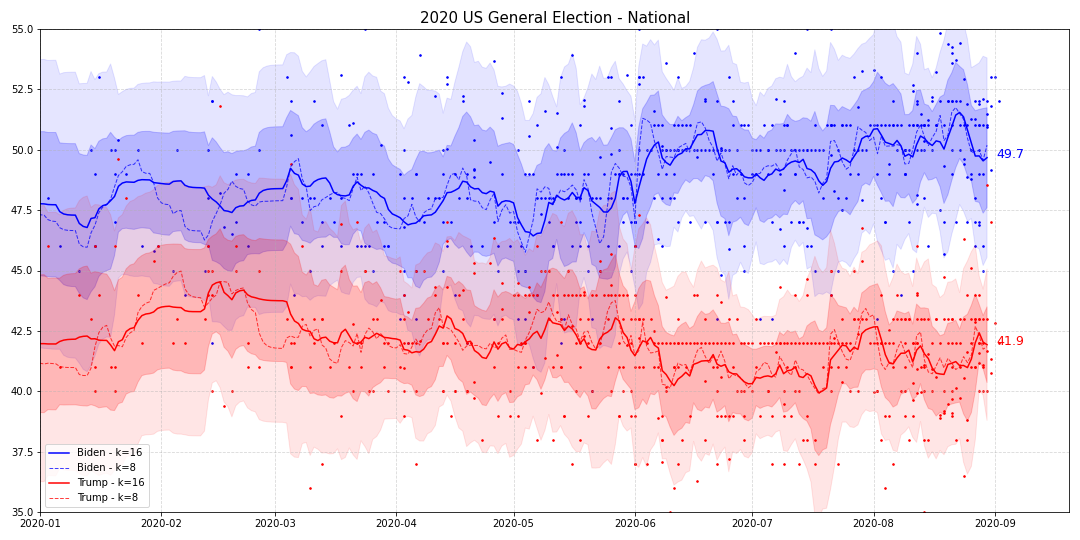 2020 US General Election - National
55.0
52.5
50.0
47.5
45.0
42.5
40.0
37.5
35.0
49.7
41.9
Biden - k=16
Biden - k=8
Trump - k=16
Trump - k=8
2020-01 2020-02 2020-03 2020-04 2020-05 2020-06 2020-07 2020-08 2020-09